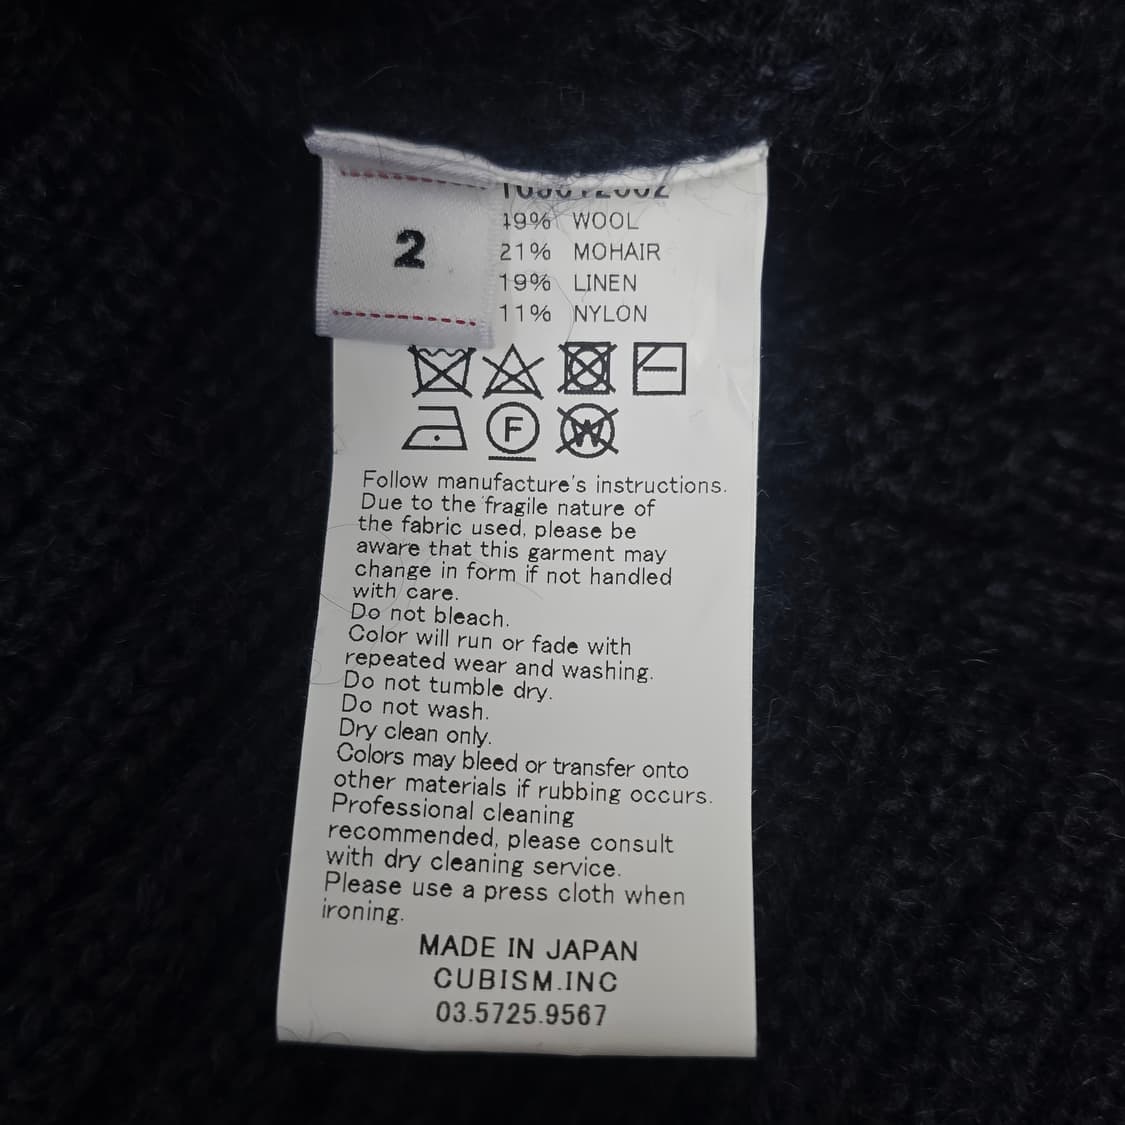 2
49% WOOL
21% MOHAIR
19% LINEN
11% NYLON
F W
Follow manufacture's instructions.
Due to the fragile nature of
the fabric used, please be
aware that this garment may
change in form if not handled
with care.
Do not bleach.
Color will run or fade with
repeated wear and washing.
Do not tumble dry.
Do not wash.
Dry clean only.
Colors may bleed or transfer onto
other materials if rubbing occurs.
Professional cleaning
recommended, please consult
with dry cleaning service.
Please use a press cloth when
ironing.
MADE IN JAPAN
CUBISM.INC
03.5725.9567